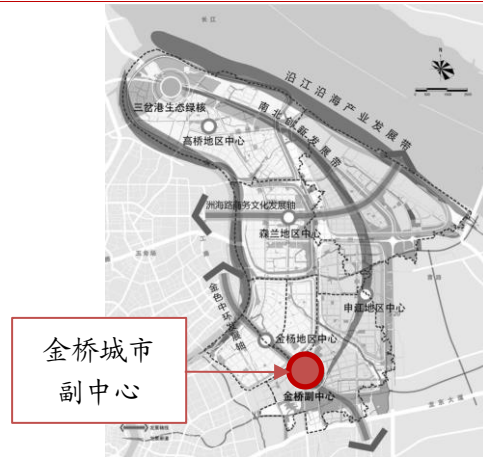 长江
N
沿江沿海产业发展带
三岔港生态绿核
南北创新发展带
高桥地区中心
洲海路商务文化发展轴
森兰地区中心
金色中环发展轴
申江地区中心
金杨地区中心
金桥城市
副中心
金桥副中心